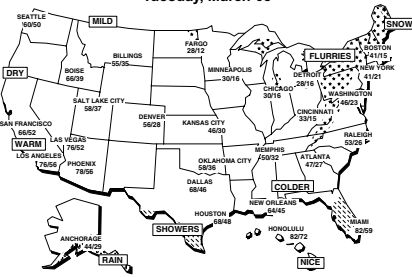 SEATTLE
60/50
MILD
SNOW
FARGO
28/12
BOSTON
41/15
BILLINGS
55/35
FLURRIES
MINNEAPOLIS
30/16
NEW YORK
41/21
DRY
BOISE
66/39
DETROIT
28/16
CHICAGO
30/16
WASHINGTON
46/23
SALT LAKE CITY
58/37
CINCINNATI
33/15
DENVER
56/28
KANSAS CITY
46/30
SAN FRANCISCO
66/52
RALEIGH
53/26
WARM
LAS VEGAS
76/52
MEMPHIS
50/32
ATLANTA
47/27
LOS ANGELES
76/56
PHOENIX
78/56
OKLAHOMA CITY
58/36
DALLAS
68/46
COLDER
NEW ORLEANS
64/45
HOUSTON
68/48
MIAMI
82/59
SHOWERS
HONOLULU
82/72
ANCHORAGE
44/29
RAIN
NICE